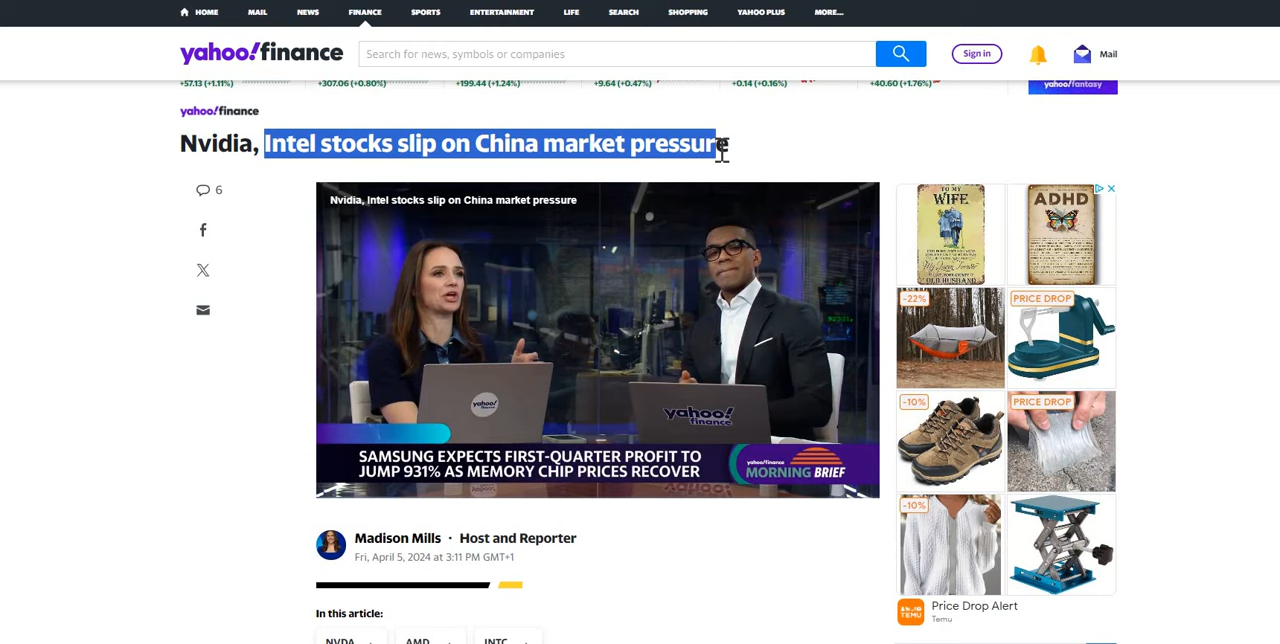 HOME MAIL NEWS FINANCE SPORTS ENTERTAINMENT LIFE SEARCH SHOPPING YAHOO PLUS MORE...
yahoo!finance Search for news, symbols or companies Sign in Mail
+57.13 (+1.11%) +307.06 (+0.80%) +199.44 (+1.24%) +9.64 (+0.47%) +0.14 (+0.16%) +40.60 (+1.76%) yahoo/fantasy
yahoo!finance
Nvidia, Intel stocks slip on China market pressure
6
Nvidia, Intel stocks slip on China market pressure
yahoo!
finance
yahoo!
finance
SAMSUNG EXPECTS FIRST-QUARTER PROFIT TO
JUMP 931% AS MEMORY CHIP PRICES RECOVER
yahoo!finance
MORNING BRIEF
TO MY
WIFE
OLD HUSBAND
ADHD
-22%
PRICE DROP
-10%
PRICE DROP
-10%
TEMU
Price Drop Alert
Temu
Madison Mills · Host and Reporter
Fri, April 5, 2024 at 3:11 PM GMT+1
In this article:
NVDA AMD INTC